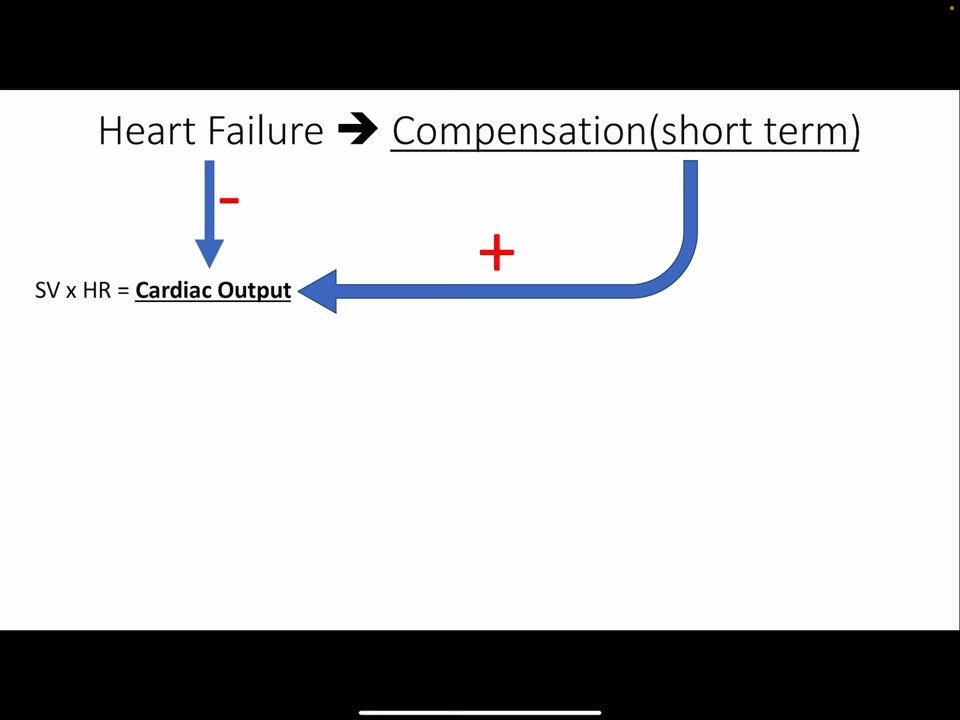 Heart Failure ➔ Compensation(short term)
-
+
SV x HR = Cardiac Output